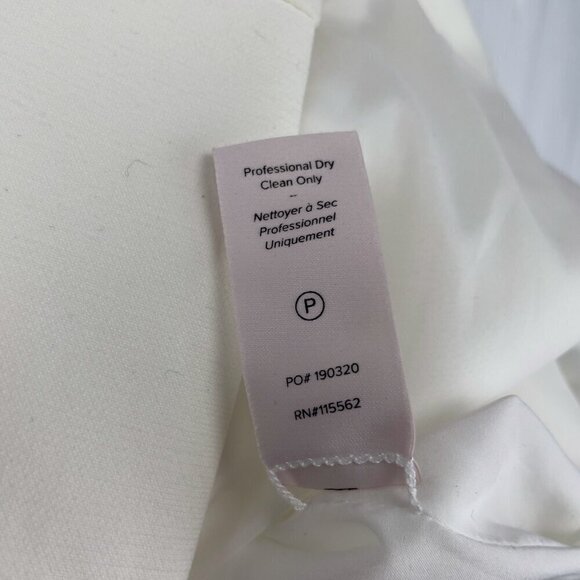 Professional Dry
Clean Only
--
Nettoyer à Sec
Professionnel
Uniquement
P
PO# 190320
RN#115562